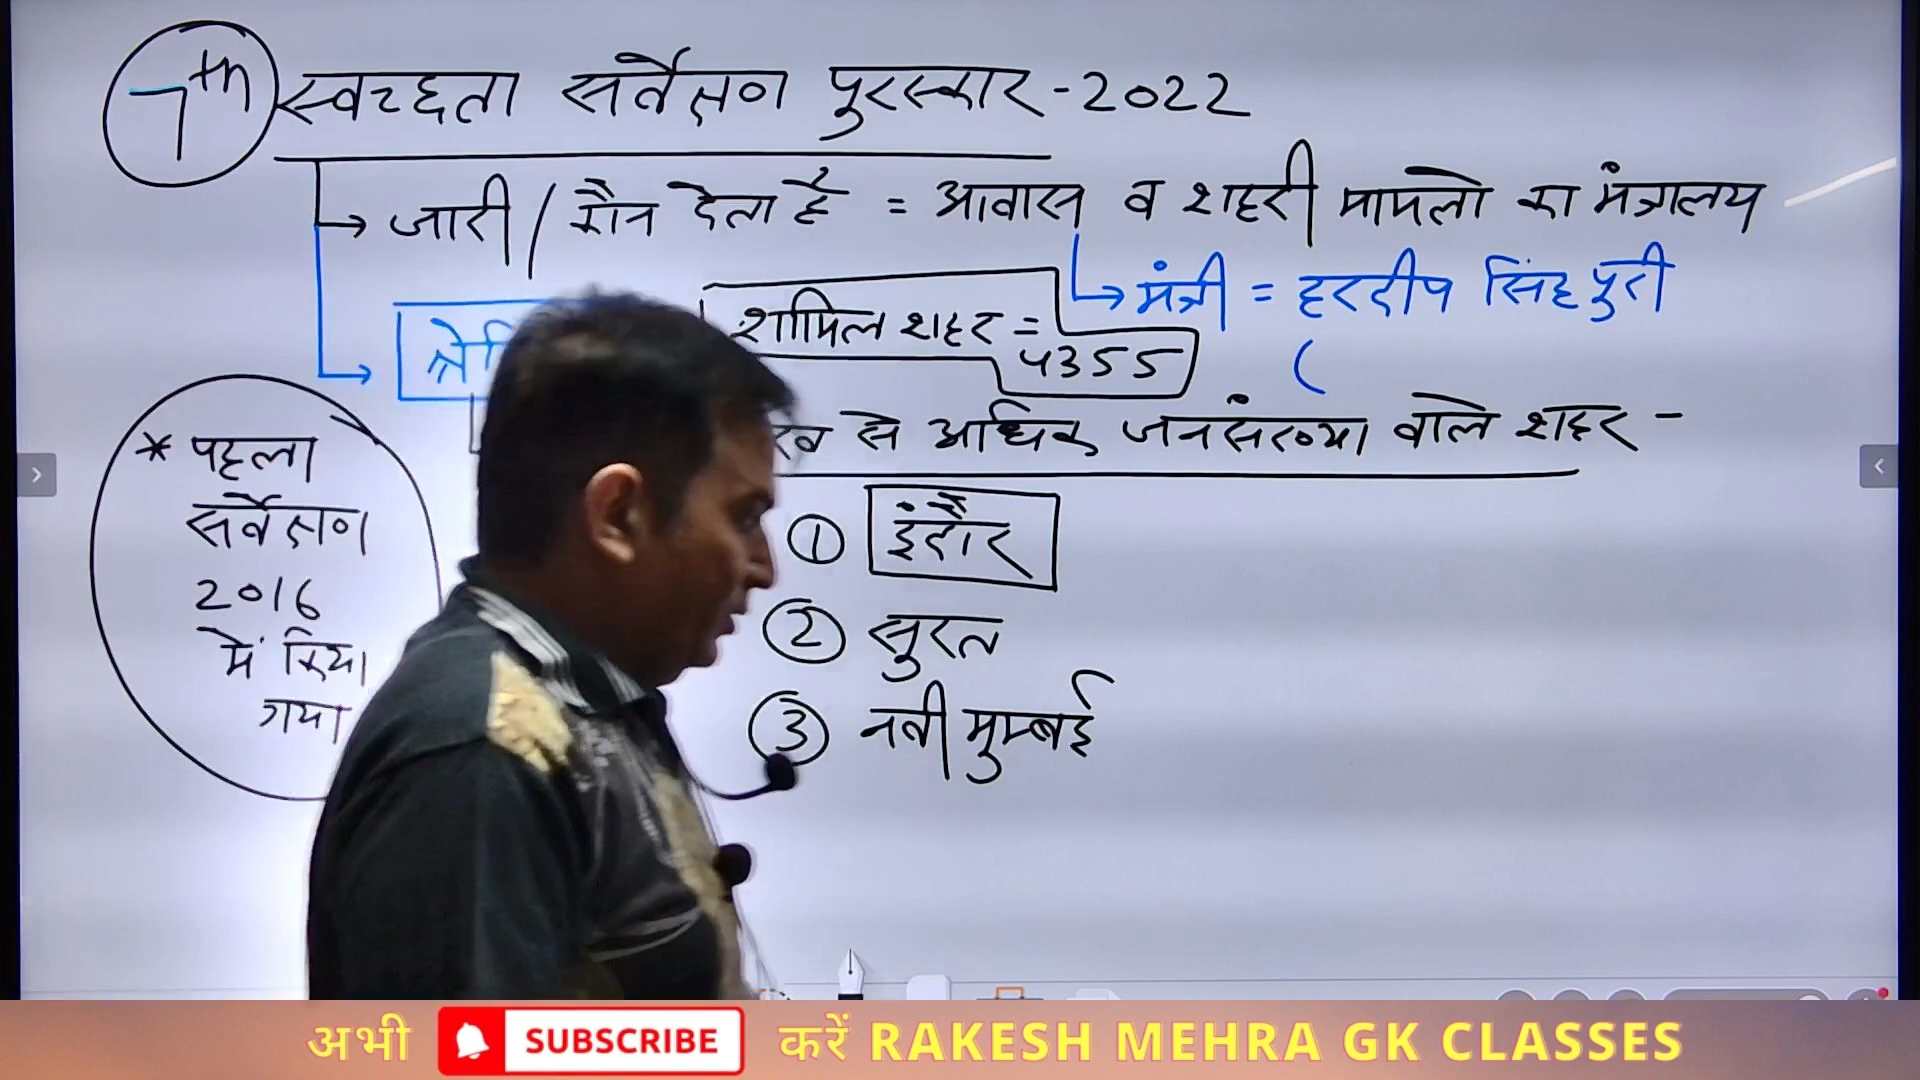 7th स्वच्छता सर्वेक्षण पुरस्कार - 2022
→ जारी / कौन देता है = आवास व शहरी मामलो का मंत्रालय
→ मंत्री = हरदीप सिंह पुरी
शामिल शहर = 4355
(
से अधिक जनसंख्या वाले शहर -
* पहला
सर्वेक्षण
2016
में किया
गया
① इंदौर
② सुरत
③ नवी मुम्बई
अभी SUBSCRIBE करें RAKESH MEHRA GK CLASSES